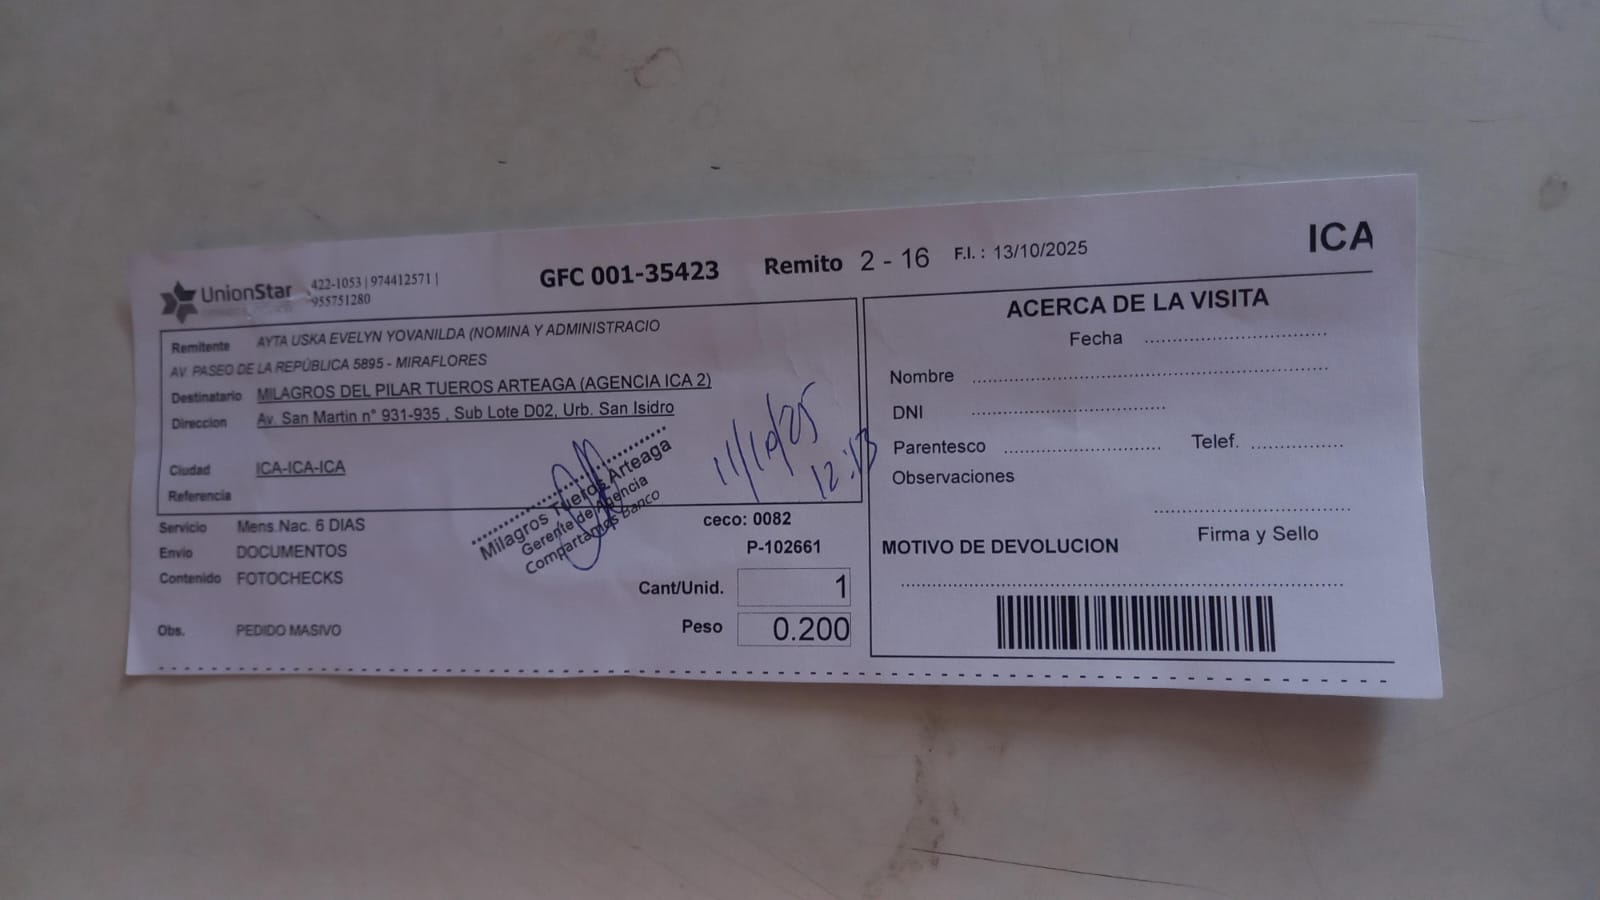 UnionStar
422-1053 | 974412571 |
955751280
GFC 001-35423
Remito 2 - 16
F.I. : 13/10/2025
ICA
Remitente AYTA USKA EVELYN YOVANILDA (NOMINA Y ADMINISTRACIO
AV. PASEO DE LA REPÚBLICA 5895 - MIRAFLORES
Destinatario MILAGROS DEL PILAR TUEROS ARTEAGA (AGENCIA ICA 2)
Direccion Av. San Martin n° 931-935 , Sub Lote D02, Urb. San Isidro
Ciudad ICA-ICA-ICA
Referencia
11/10/25
12:13
Milagros Tueros Arteaga
Gerente de Agencia
Compartamos Banco
Servicio Mens.Nac. 6 DIAS
Envio DOCUMENTOS
Contenido FOTOCHECKS
Obs. PEDIDO MASIVO
ceco: 0082
P-102661
Cant/Unid. 1
Peso 0.200
ACERCA DE LA VISITA
Fecha
Nombre
DNI
Parentesco Telef.
Observaciones
Firma y Sello
MOTIVO DE DEVOLUCION